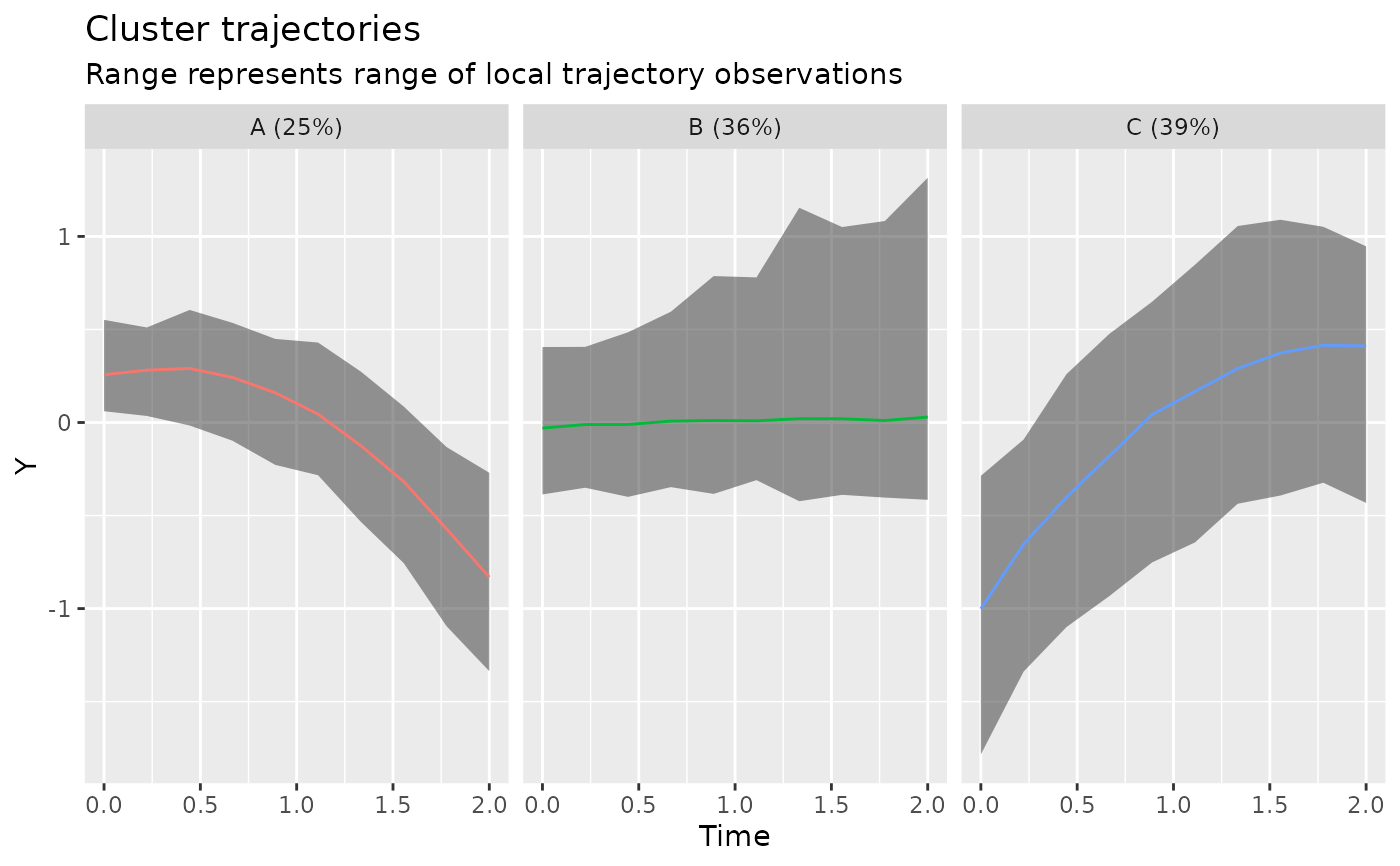 Cluster trajectories
Range represents range of local trajectory observations
A (25%) B (36%) C (39%)
1
0
-1
Y
0.0 0.5 1.0 1.5 2.0 0.0 0.5 1.0 1.5 2.0 0.0 0.5 1.0 1.5 2.0
Time